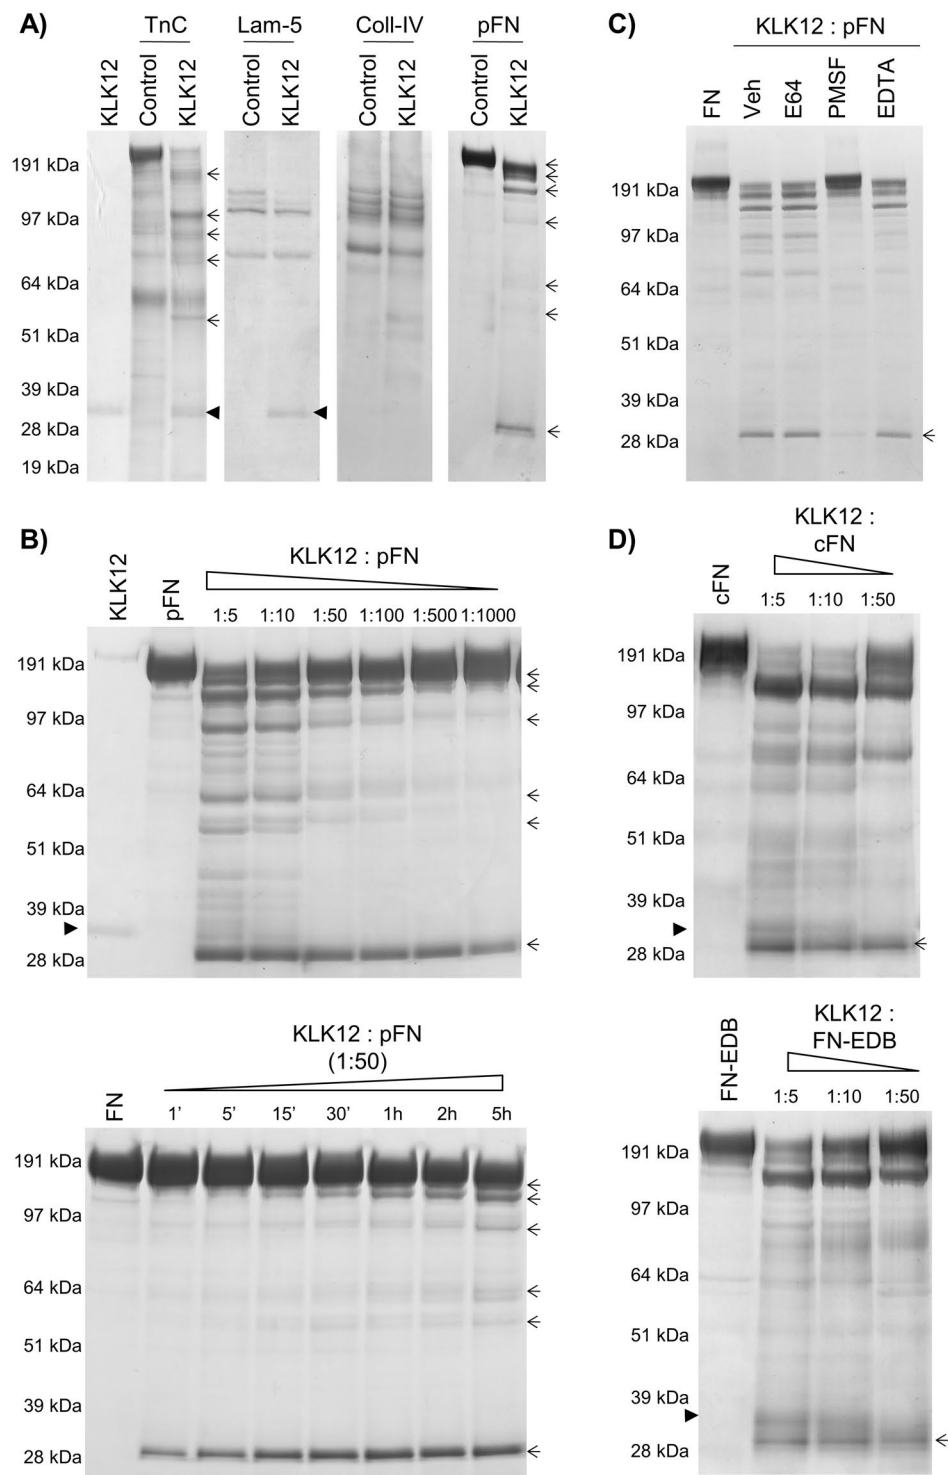 A)
TnC Lam-5 Coll-IV pFN
KLK12 Control KLK12 Control KLK12 Control KLK12 Control KLK12
191 kDa
97 kDa
64 kDa
51 kDa
39 kDa
28 kDa
19 kDa
C)
KLK12 : pFN
FN Veh E64 PMSF EDTA
191 kDa
97 kDa
64 kDa
51 kDa
39 kDa
28 kDa
B)
KLK12 : pFN
KLK12 pFN 1:5 1:10 1:50 1:100 1:500 1:1000
191 kDa
97 kDa
64 kDa
51 kDa
39 kDa
28 kDa
KLK12 : pFN
(1:50)
FN 1' 5' 15' 30' 1h 2h 5h
191 kDa
97 kDa
64 kDa
51 kDa
39 kDa
28 kDa
D)
KLK12 :
cFN
cFN 1:5 1:10 1:50
191 kDa
97 kDa
64 kDa
51 kDa
39 kDa
28 kDa
KLK12 :
FN-EDB
FN-EDB 1:5 1:10 1:50
191 kDa
97 kDa
64 kDa
51 kDa
39 kDa
28 kDa